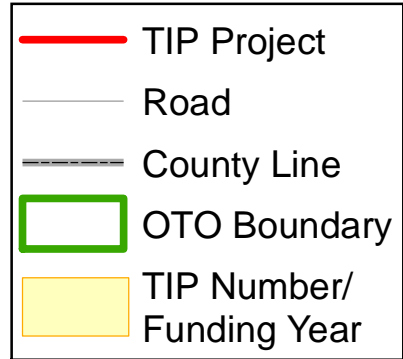 TIP Project
Road
County Line
OTO Boundary
TIP Number/
Funding Year